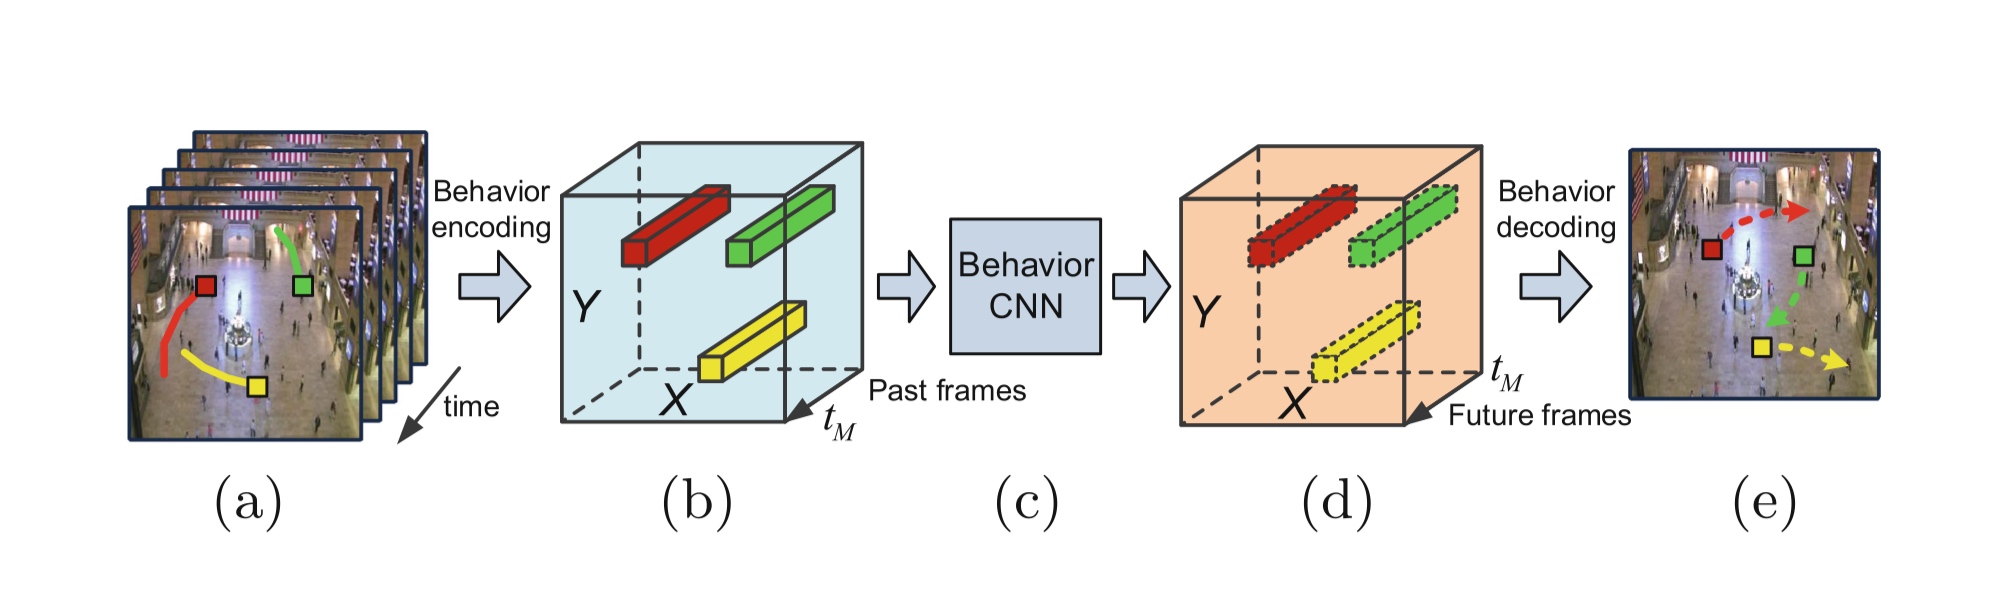 Behavior
encoding
time
Y
X
Past frames
t_M
Behavior
CNN
Y
X
t_M
Future frames
Behavior
decoding
(a)
(b)
(c)
(d)
(e)